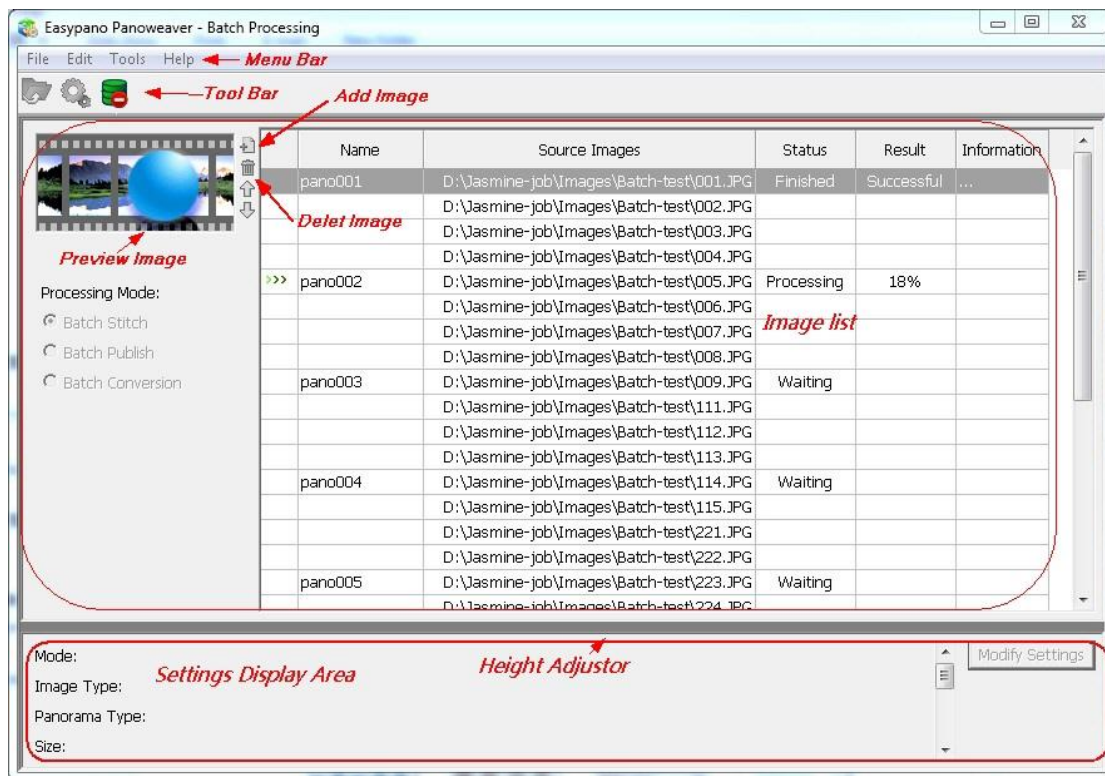 Easypano Panoweaver - Batch Processing
File Edit Tools Help Menu Bar
Tool Bar
Add Image
Name Source Images Status Result Information
pano001 D:\Jasmine-job\Images\Batch-test\001.JPG Finished Successful ...
D:\Jasmine-job\Images\Batch-test\002.JPG
Delet Image
D:\Jasmine-job\Images\Batch-test\003.JPG
Preview Image
D:\Jasmine-job\Images\Batch-test\004.JPG
>>> pano002 D:\Jasmine-job\Images\Batch-test\005.JPG Processing 18%
Processing Mode:
D:\Jasmine-job\Images\Batch-test\006.JPG
Batch Stitch
Image list
D:\Jasmine-job\Images\Batch-test\007.JPG
Batch Publish
D:\Jasmine-job\Images\Batch-test\008.JPG
Batch Conversion
pano003 D:\Jasmine-job\Images\Batch-test\009.JPG Waiting
D:\Jasmine-job\Images\Batch-test\111.JPG
D:\Jasmine-job\Images\Batch-test\112.JPG
D:\Jasmine-job\Images\Batch-test\113.JPG
pano004 D:\Jasmine-job\Images\Batch-test\114.JPG Waiting
D:\Jasmine-job\Images\Batch-test\115.JPG
D:\Jasmine-job\Images\Batch-test\221.JPG
D:\Jasmine-job\Images\Batch-test\222.JPG
pano005 D:\Jasmine-job\Images\Batch-test\223.JPG Waiting
D:\Jasmine-job\Images\Batch-test\224.JPG
Mode:
Settings Display Area
Height Adjustor
Modify Settings
Image Type:
Panorama Type:
Size: